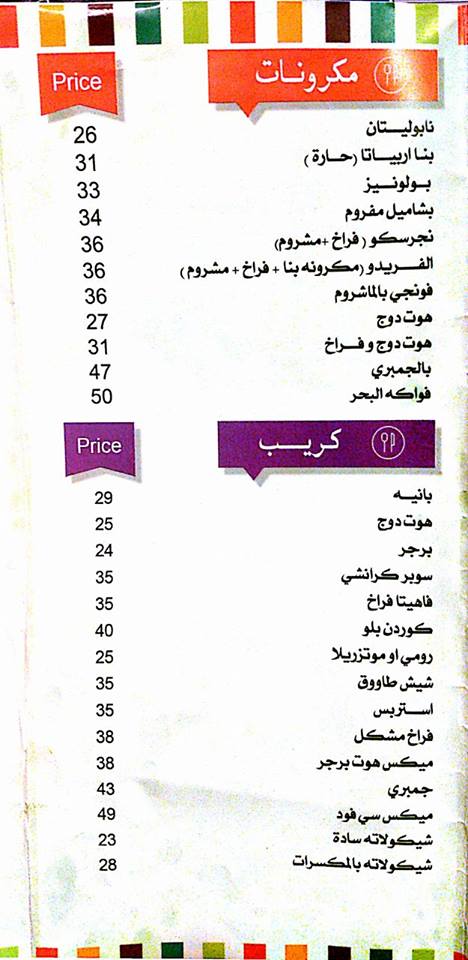 مكرونات Price
نابوليتان 26
بنا اربياتا (حارة ) 31
بولونيز 33
بشاميل مفروم 34
نجرسكو ( فراخ +مشروم) 36
الفريدو (مكرونه بنا + فراخ + مشروم ) 36
فونجي بالماشروم 36
هوت دوج 27
هوت دوج و فراخ 31
بالجمبري 47
فواكه البحر 50
كريب Price
بانيه 29
هوت دوج 25
برجر 24
سوبر كرانشي 35
فاهيتا فراخ 35
كوردن بلو 40
رومي او موتزريلا 25
شيش طاووق 35
استربس 35
فراخ مشكل 38
ميكس هوت برجر 38
جمبري 43
ميكس سي فود 49
شيكولاته سادة 23
شيكولاته بالمكسرات 28